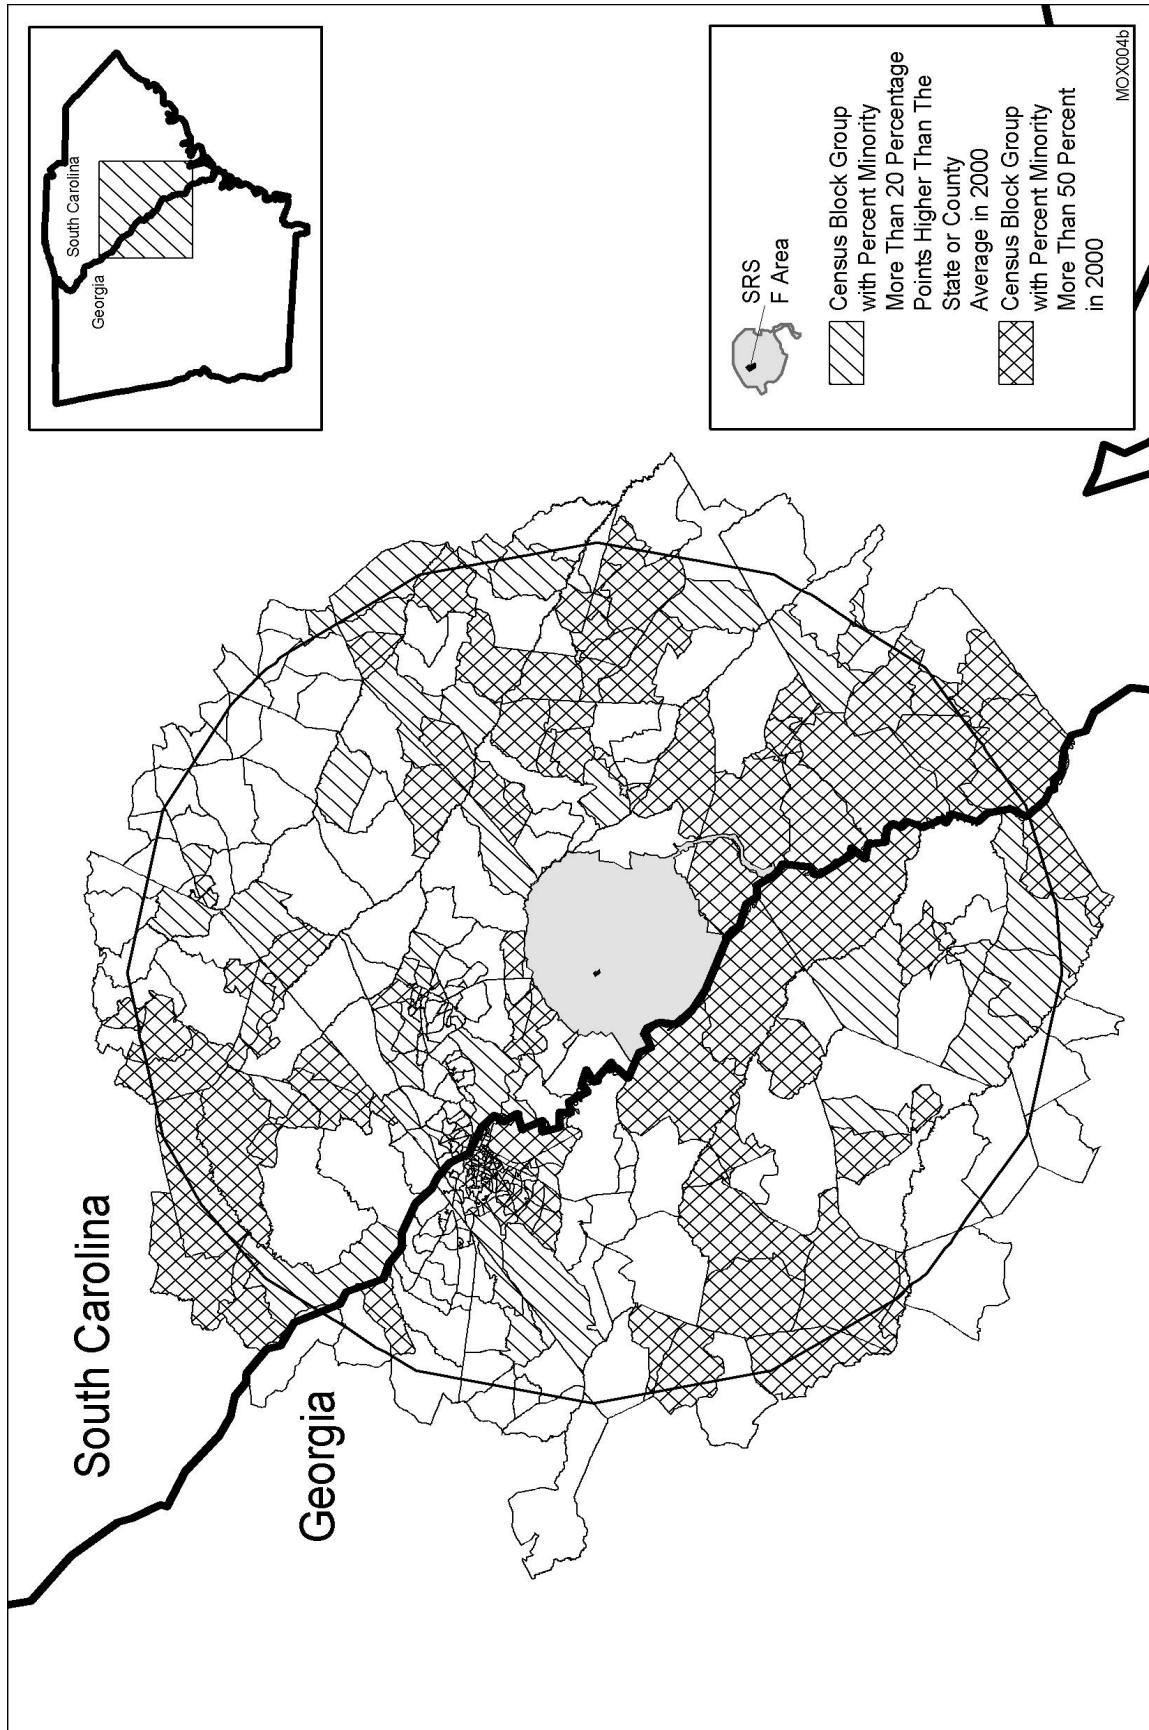 South Carolina
Georgia
South Carolina
Georgia
SRS
F Area
Census Block Group
with Percent Minority
More Than 20 Percentage
Points Higher Than The
State or County
Average in 2000
Census Block Group
with Percent Minority
More Than 50 Percent
in 2000
MOX004b